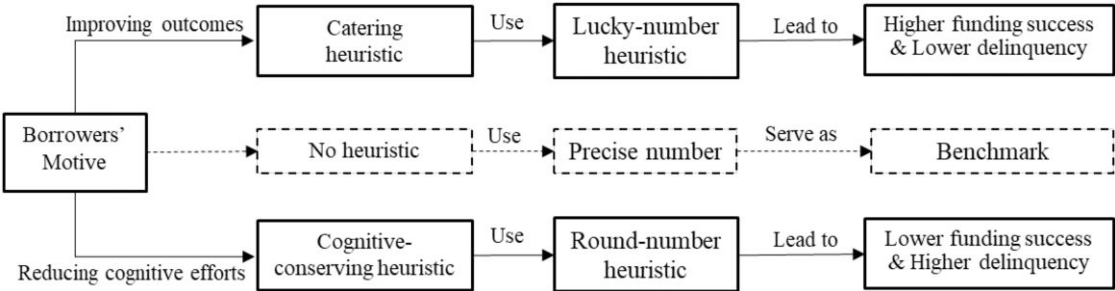 Improving outcomes
Catering
heuristic
Use
Lucky-number
heuristic
Lead to
Higher funding success
& Lower delinquency
Borrowers’
Motive
No heuristic
Use
Precise number
Serve as
Benchmark
Reducing cognitive efforts
Cognitive-
conserving heuristic
Use
Round-number
heuristic
Lead to
Lower funding success
& Higher delinquency